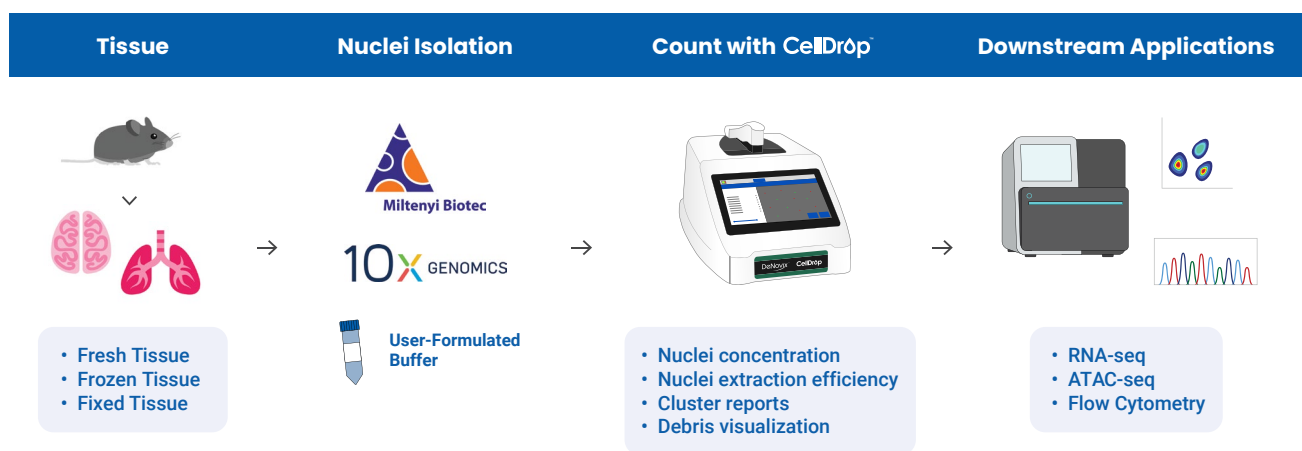 Tissue
Nuclei Isolation
Count with CellDrop™
Downstream Applications
Miltenyi Biotec
10X GENOMICS
User-Formulated
Buffer
DeNovix CellDrop
• Fresh Tissue
• Frozen Tissue
• Fixed Tissue
• Nuclei concentration
• Nuclei extraction efficiency
• Cluster reports
• Debris visualization
• RNA-seq
• ATAC-seq
• Flow Cytometry